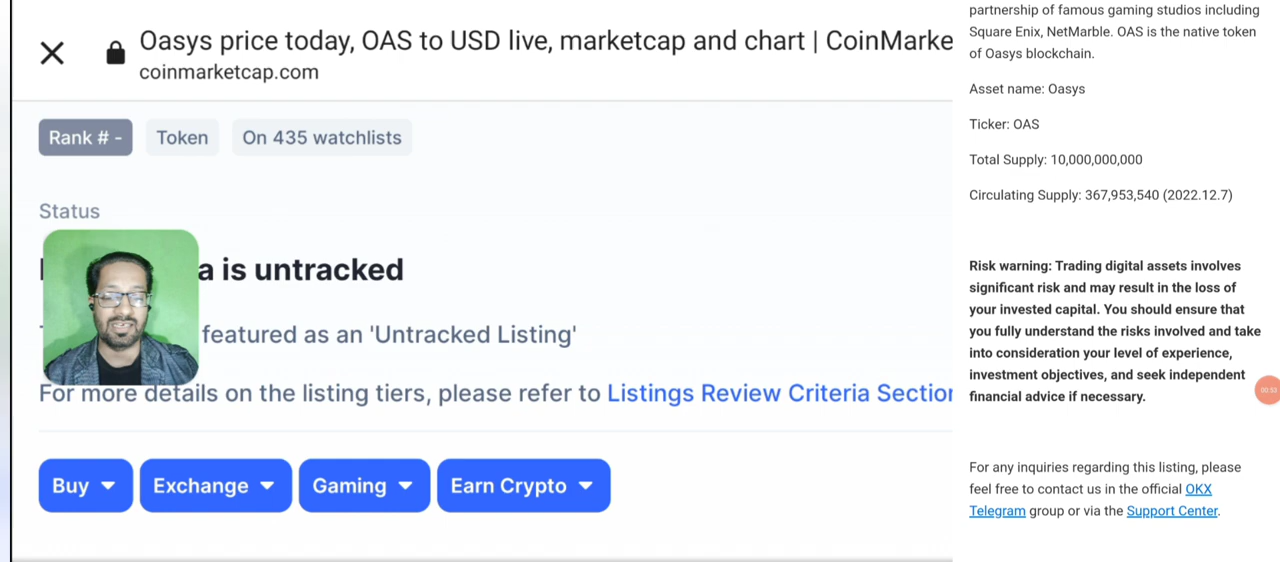 Oasys price today, OAS to USD live, marketcap and chart | CoinMarke
coinmarketcap.com
Rank # -
Token
On 435 watchlists
Status
a is untracked
featured as an 'Untracked Listing'
For more details on the listing tiers, please refer to Listings Review Criteria Section
Buy
Exchange
Gaming
Earn Crypto
partnership of famous gaming studios including
Square Enix, NetMarble. OAS is the native token
of Oasys blockchain.
Asset name: Oasys
Ticker: OAS
Total Supply: 10,000,000,000
Circulating Supply: 367,953,540 (2022.12.7)
Risk warning: Trading digital assets involves
significant risk and may result in the loss of
your invested capital. You should ensure that
you fully understand the risks involved and take
into consideration your level of experience,
investment objectives, and seek independent
financial advice if necessary.
For any inquiries regarding this listing, please
feel free to contact us in the official OKX
Telegram group or via the Support Center.